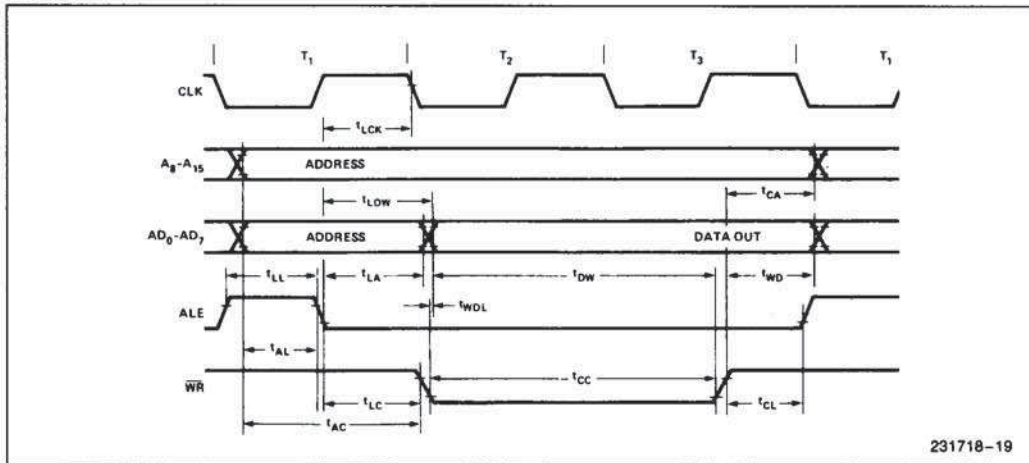 T1 T2 T3 T1
CLK
tLCK
A8-A15 ADDRESS
tCA
tLDW
AD0-AD7 ADDRESS DATA OUT
tLL tLA tDW tWD
tWDL
ALE
tAL
tCC
WR
tLC tCL
tAC
231718-19